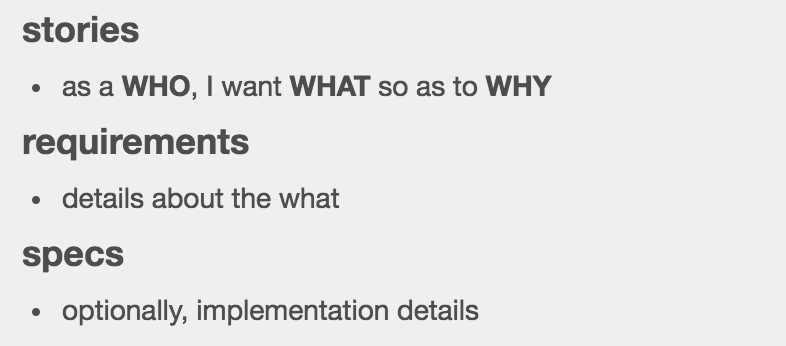 stories
• as a WHO, I want WHAT so as to WHY
requirements
• details about the what
specs
• optionally, implementation details